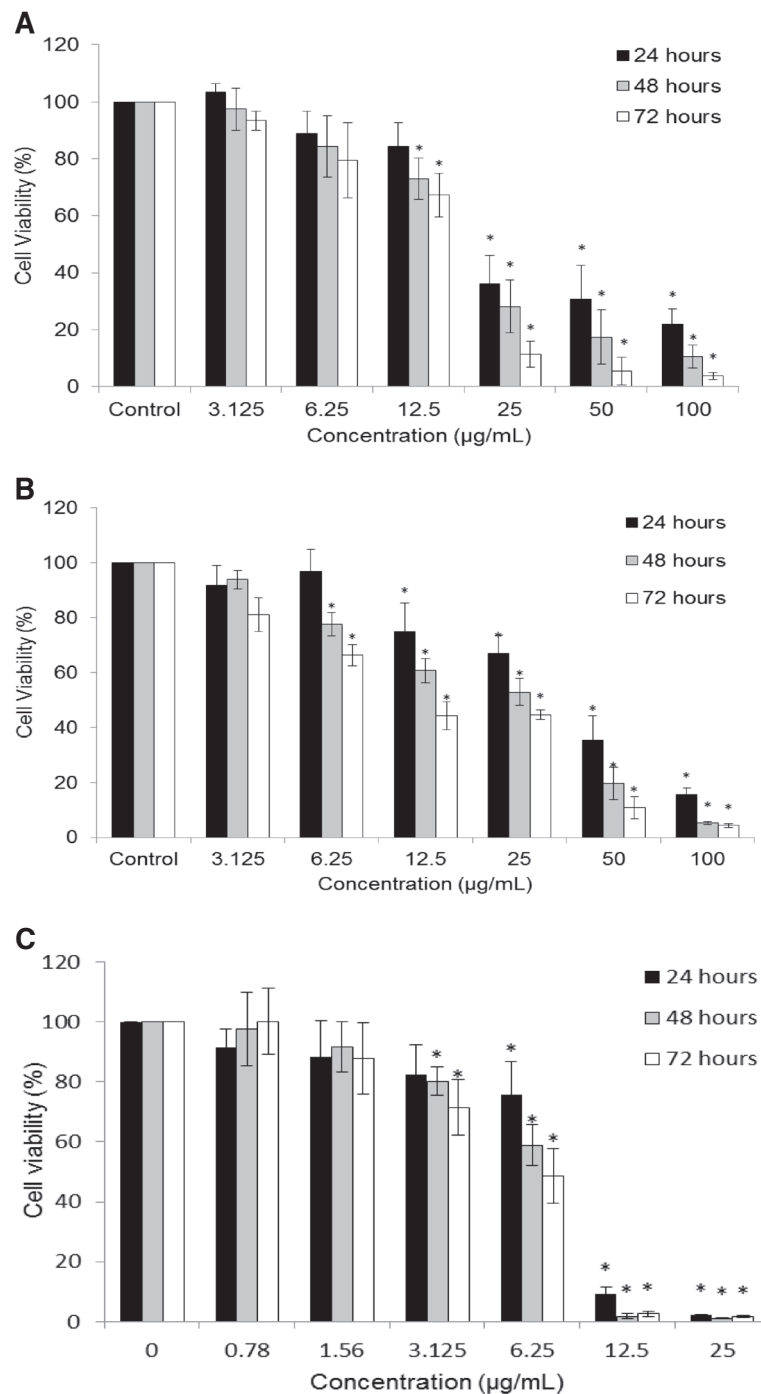 A
120
100
80
60
40
20
0
Cell Viability (%)
24 hours
48 hours
72 hours
* *
* * *
* * *
* * *
Control 3.125 6.25 12.5 25 50 100
Concentration (µg/mL)
B
120
100
80
60
40
20
0
Cell Viability (%)
24 hours
48 hours
72 hours
* *
* * *
* * *
* * *
* * *
Control 3.125 6.25 12.5 25 50 100
Concentration (µg/mL)
C
120
100
80
60
40
20
0
Cell viability (%)
24 hours
48 hours
72 hours
* *
* * *
* * *
* * *
0 0.78 1.56 3.125 6.25 12.5 25
Concentration (µg/mL)